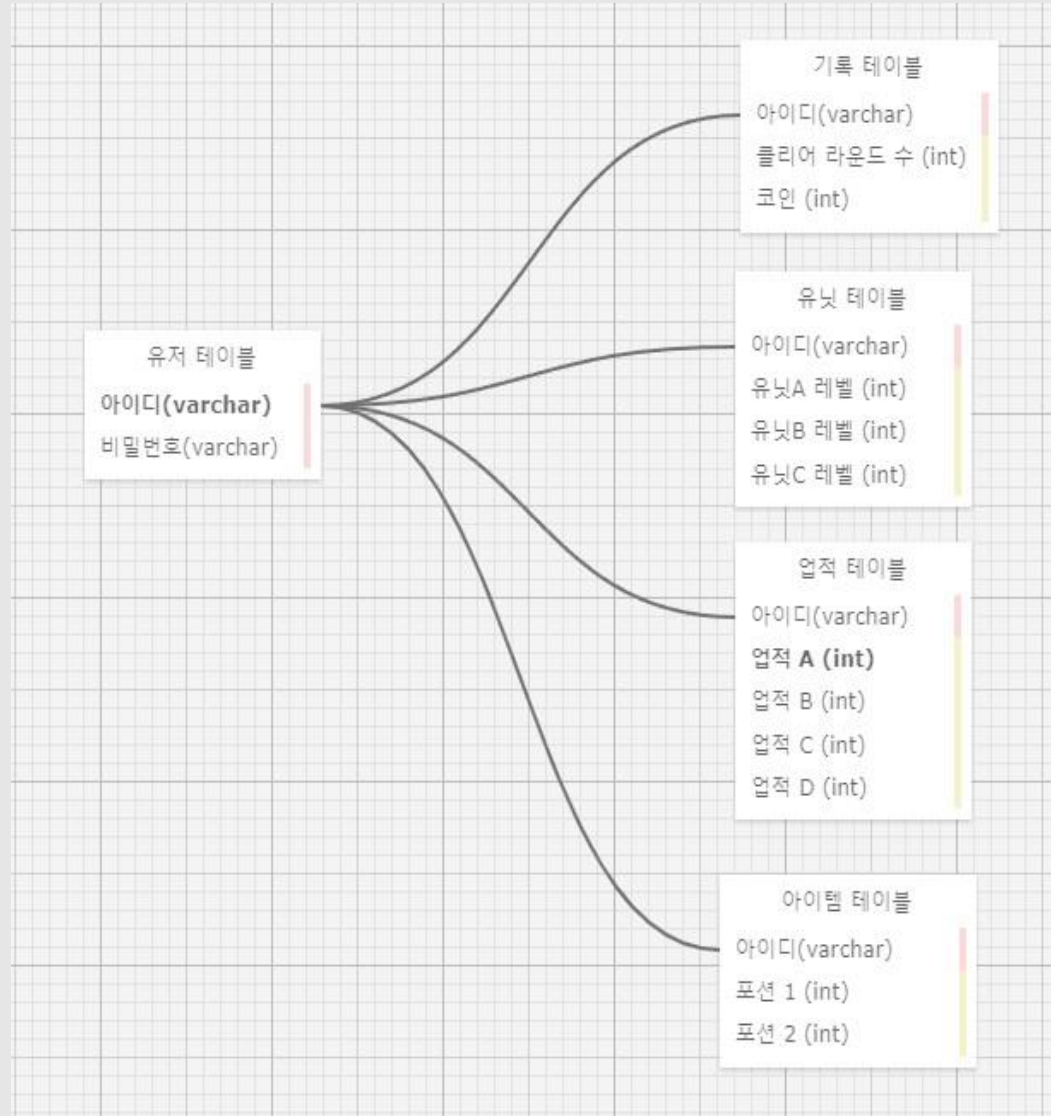 유저 테이블
아이디(varchar)
비밀번호(varchar)
기록 테이블
아이디(varchar)
클리어 라운드 수 (int)
코인 (int)
유닛 테이블
아이디(varchar)
유닛A 레벨 (int)
유닛B 레벨 (int)
유닛C 레벨 (int)
업적 테이블
아이디(varchar)
업적 A (int)
업적 B (int)
업적 C (int)
업적 D (int)
아이템 테이블
아이디(varchar)
포션 1 (int)
포션 2 (int)